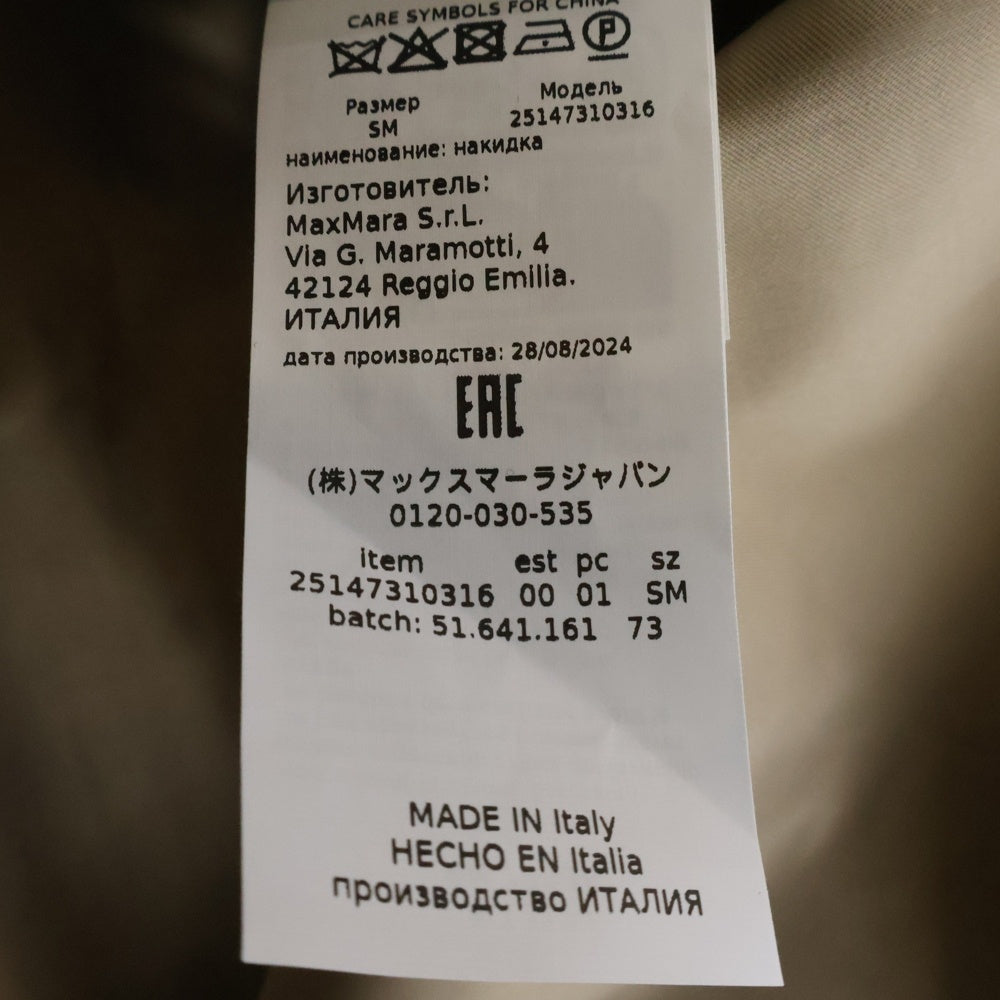 CARE SYMBOLS FOR CHINA
P
Размер Модель
SM 25147310316
наименование: накидка
Изготовитель:
MaxMara S.r.L.
Via G. Maramotti, 4
42124 Reggio Emilia.
ИТАЛИЯ
дата производства: 28/08/2024
EAC
(株)マックスマーラジャパン
0120-030-535
item est pc sz
25147310316 00 01 SM
batch: 51.641.161 73
MADE IN Italy
HECHO EN Italia
производство ИТАЛИЯ